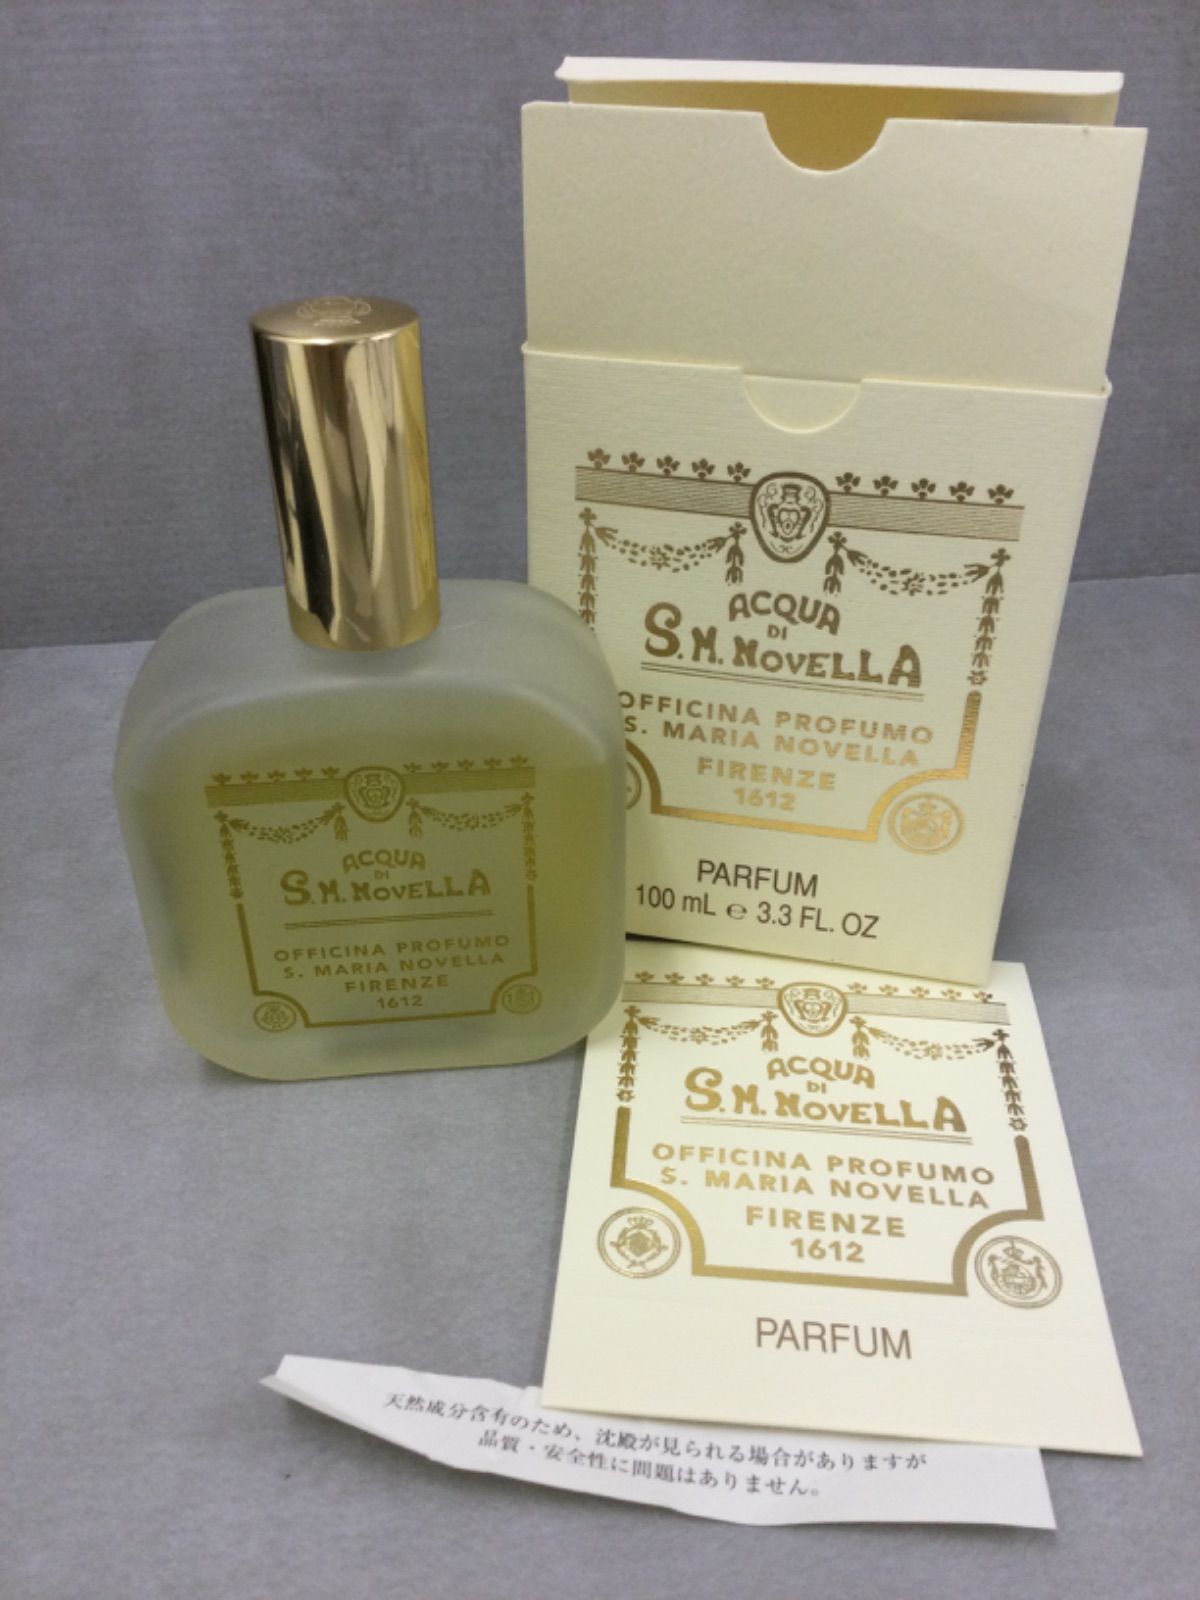 ACQUA
DI
S.M. NOVELLA
OFFICINA PROFUMO
S. MARIA NOVELLA
FIRENZE
1612
PARFUM
100 mL e 3.3 FL. OZ
ACQUA
DI
S.M. NOVELLA
OFFICINA PROFUMO
S. MARIA NOVELLA
FIRENZE
1612
ACQUA
DI
S.M. NOVELLA
OFFICINA PROFUMO
S. MARIA NOVELLA
FIRENZE
1612
PARFUM
天然成分含有のため、沈殿が見られる場合がありますが
品質・安全性に問題はありません。